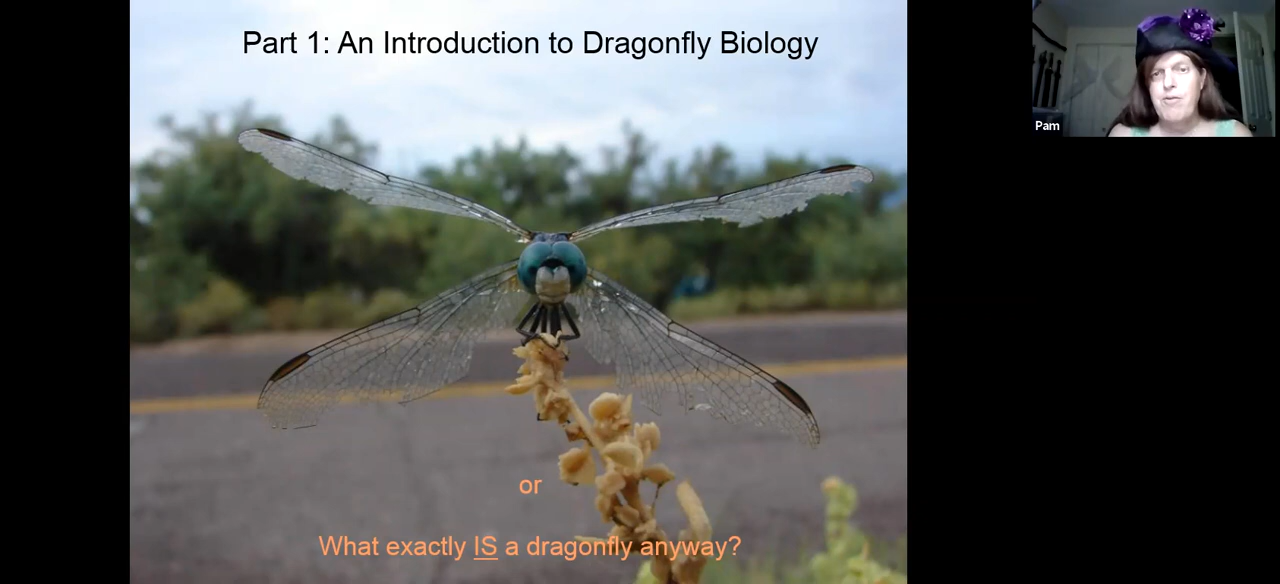 Part 1: An Introduction to Dragonfly Biology
Pam
or
What exactly IS a dragonfly anyway?